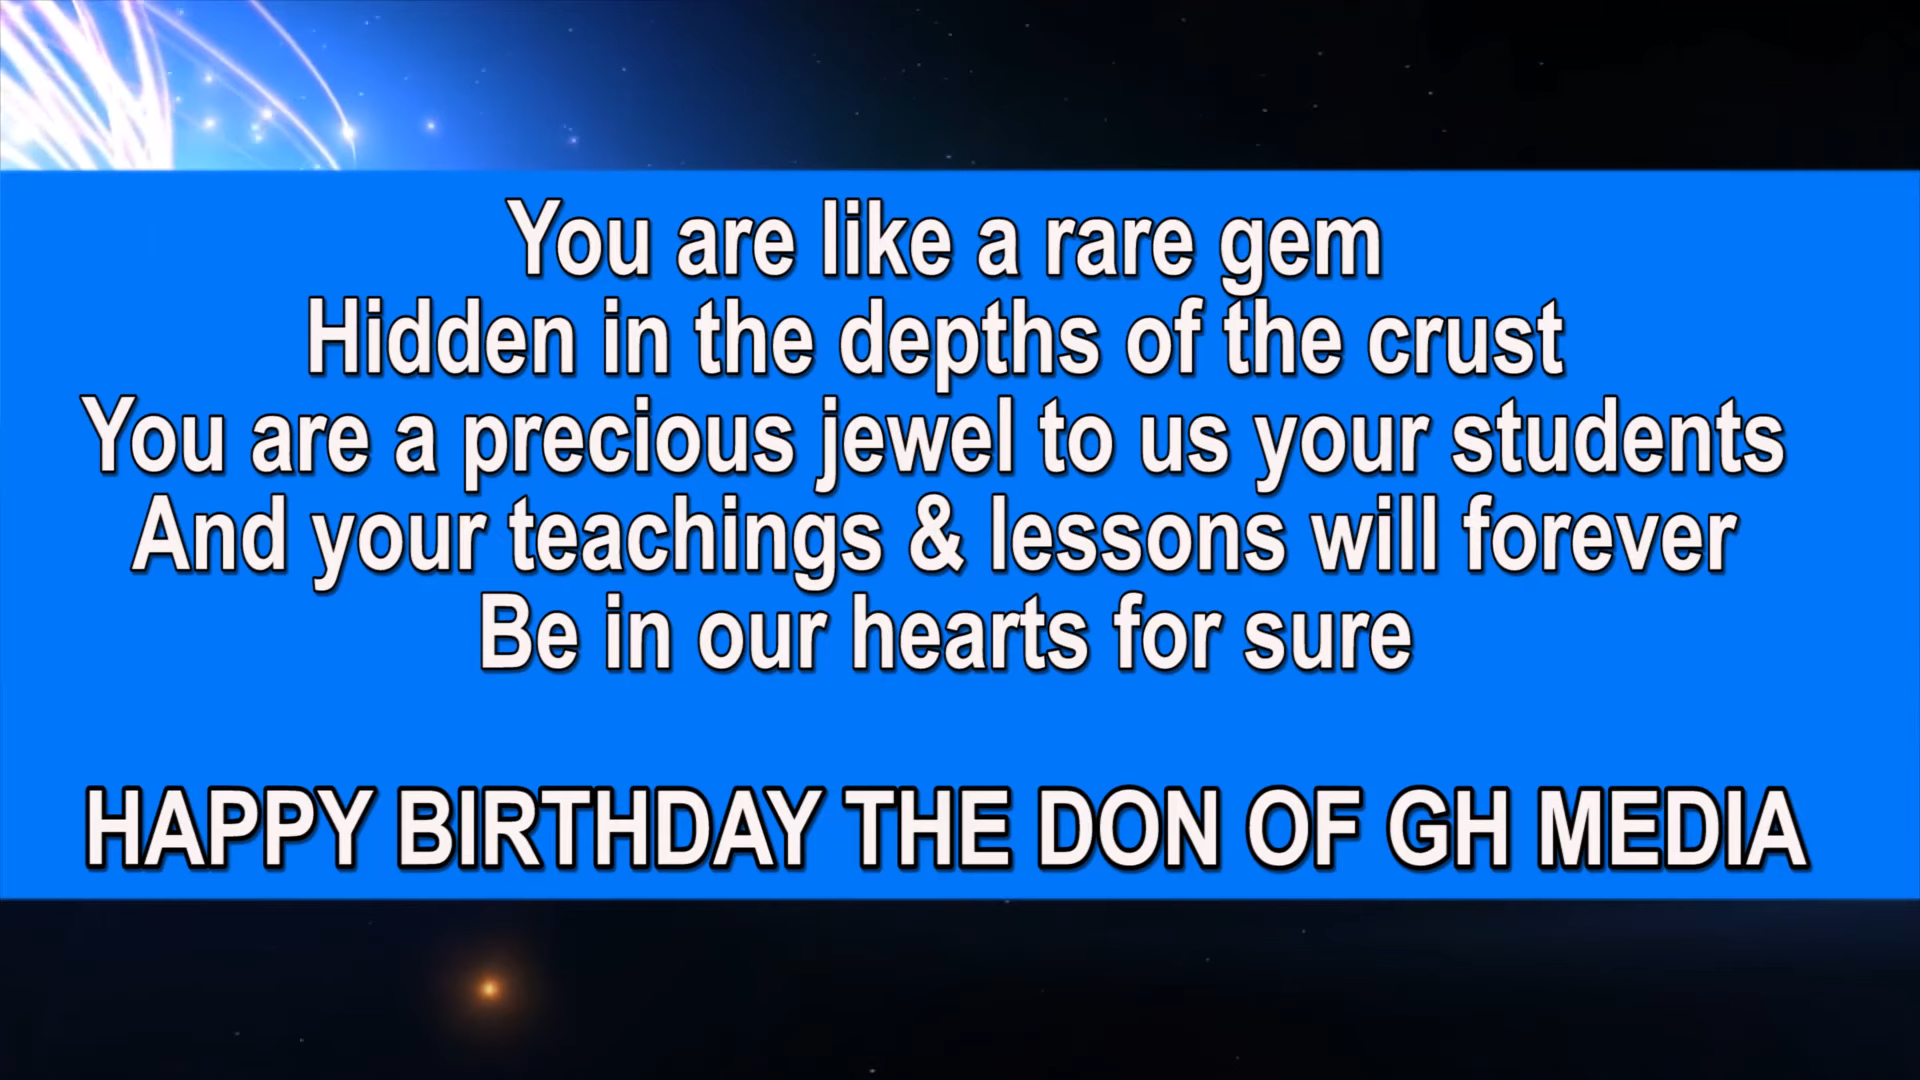 You are like a rare gem
Hidden in the depths of the crust
You are a precious jewel to us your students
And your teachings & lessons will forever
Be in our hearts for sure
HAPPY BIRTHDAY THE DON OF GH MEDIA